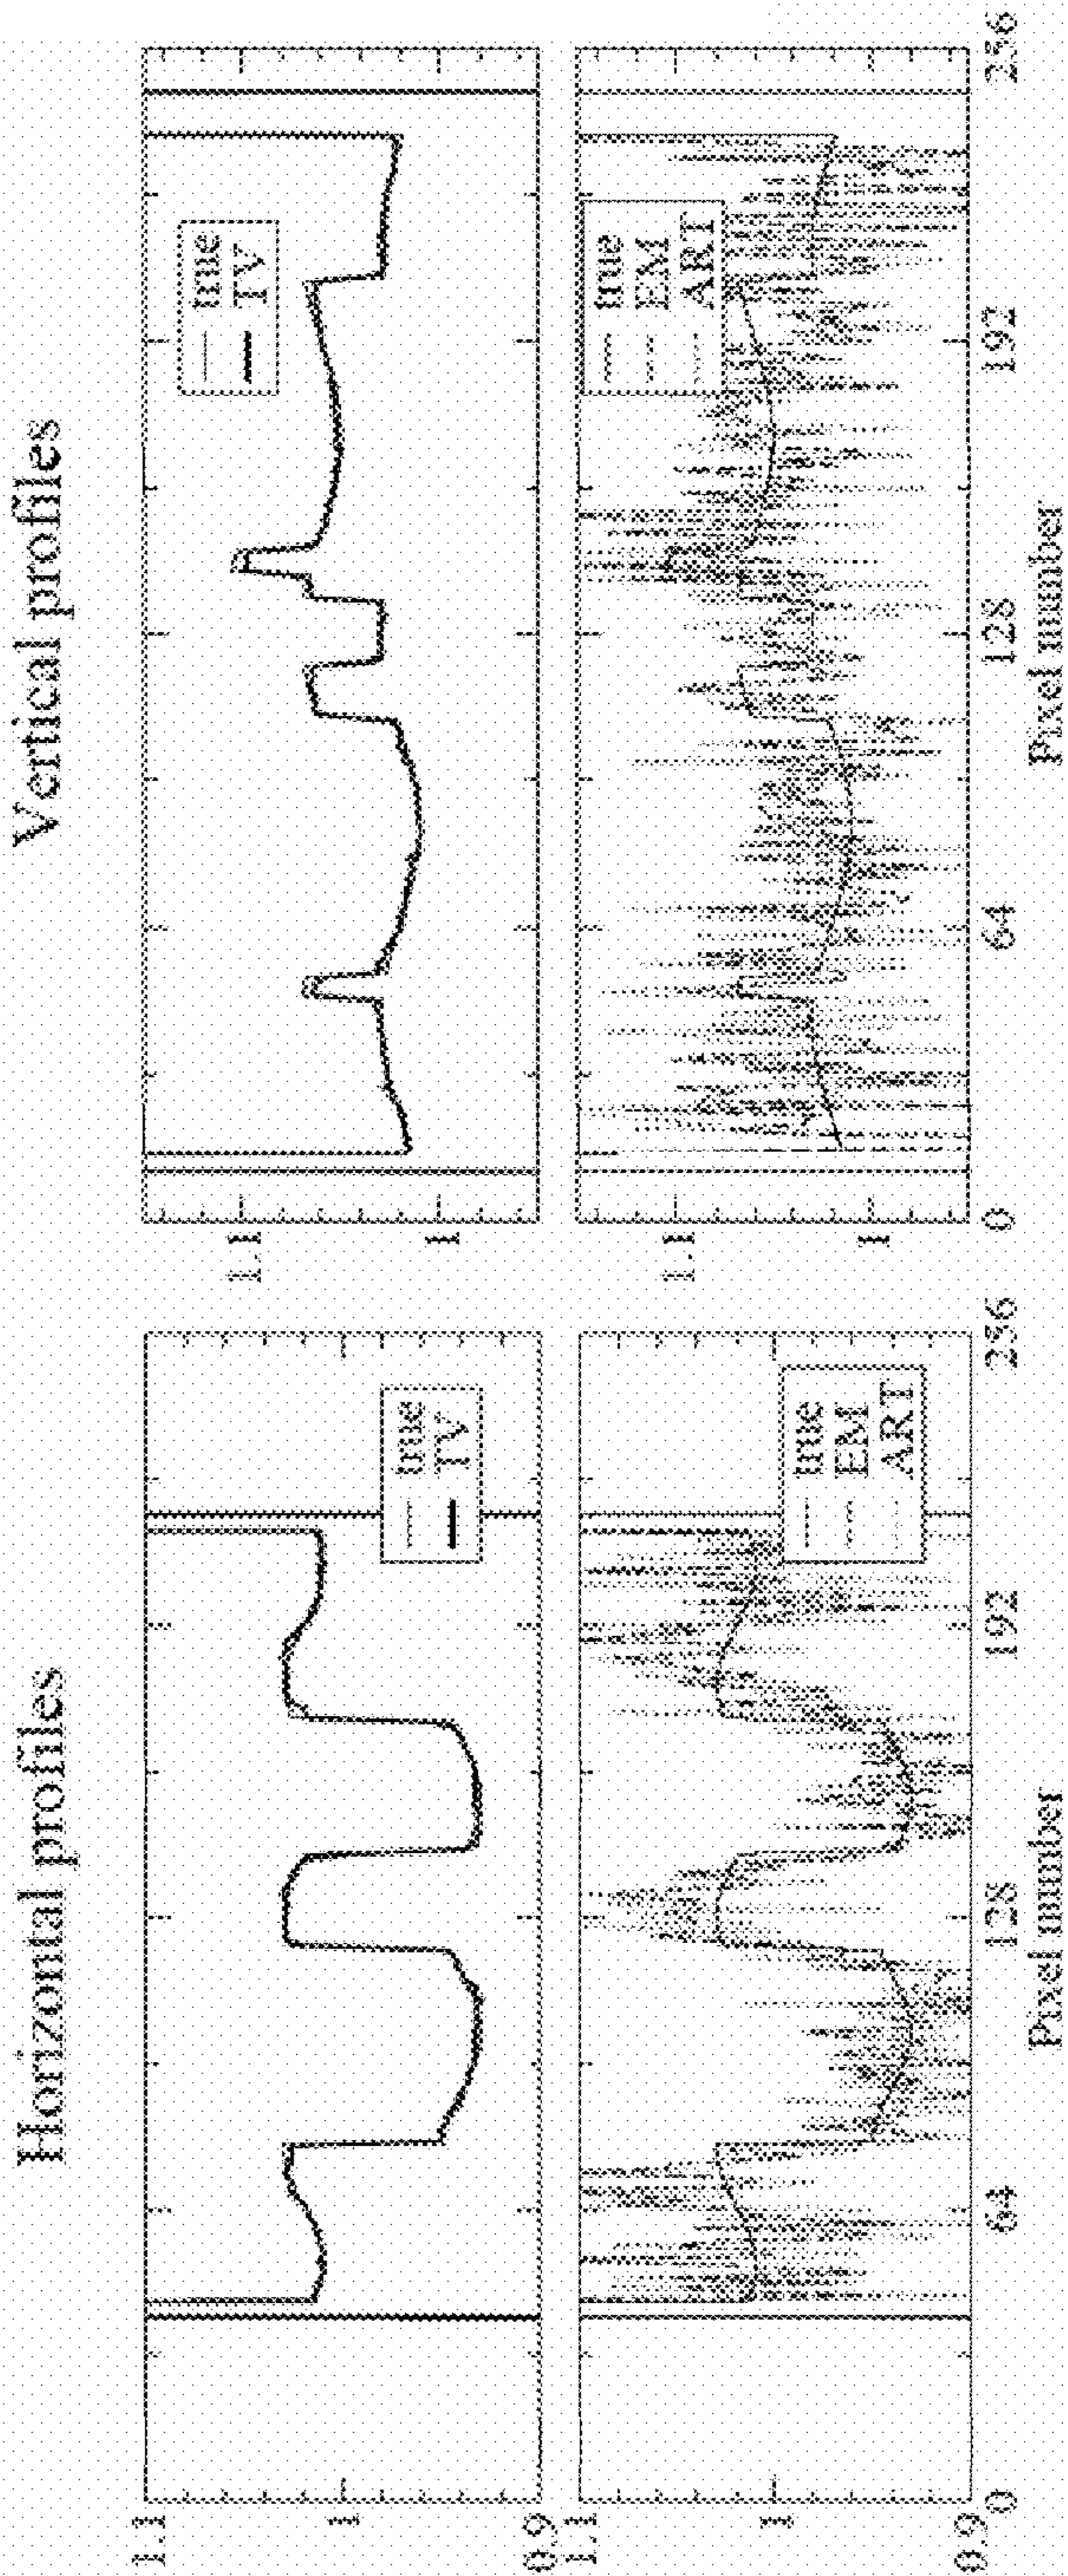 Horizontal profiles
1.1
1
0.9
true
TV
1.1
1
0.9
true
EM
ART
0
64
128
192
256
Pixel number
Vertical profiles
1.1
1
true
TV
1.1
1
true
EM
ART
0
64
128
192
256
Pixel number